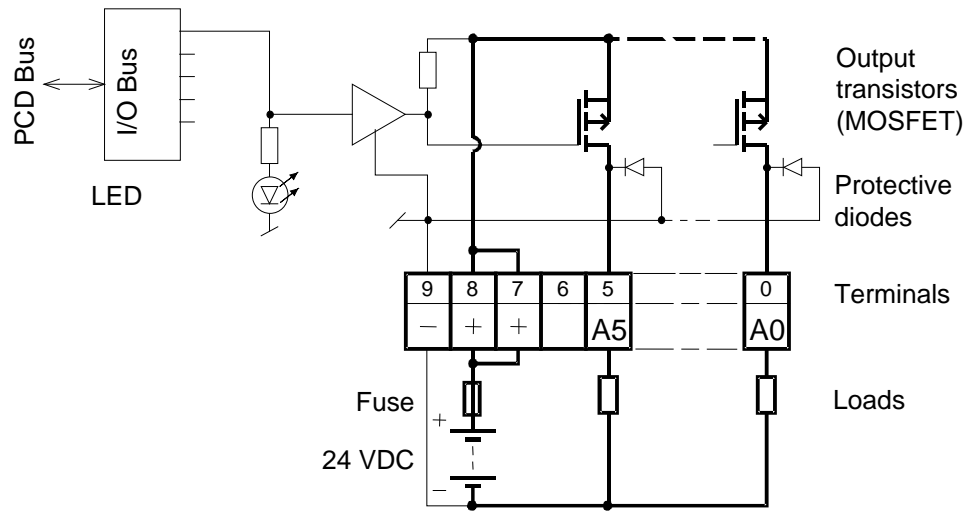 PCD Bus
I/O Bus
LED
Output
transistors
(MOSFET)
Protective
diodes
9 8 7 6 5 0
− + + A5 A0
Terminals
Fuse
Loads
+
24 VDC
−